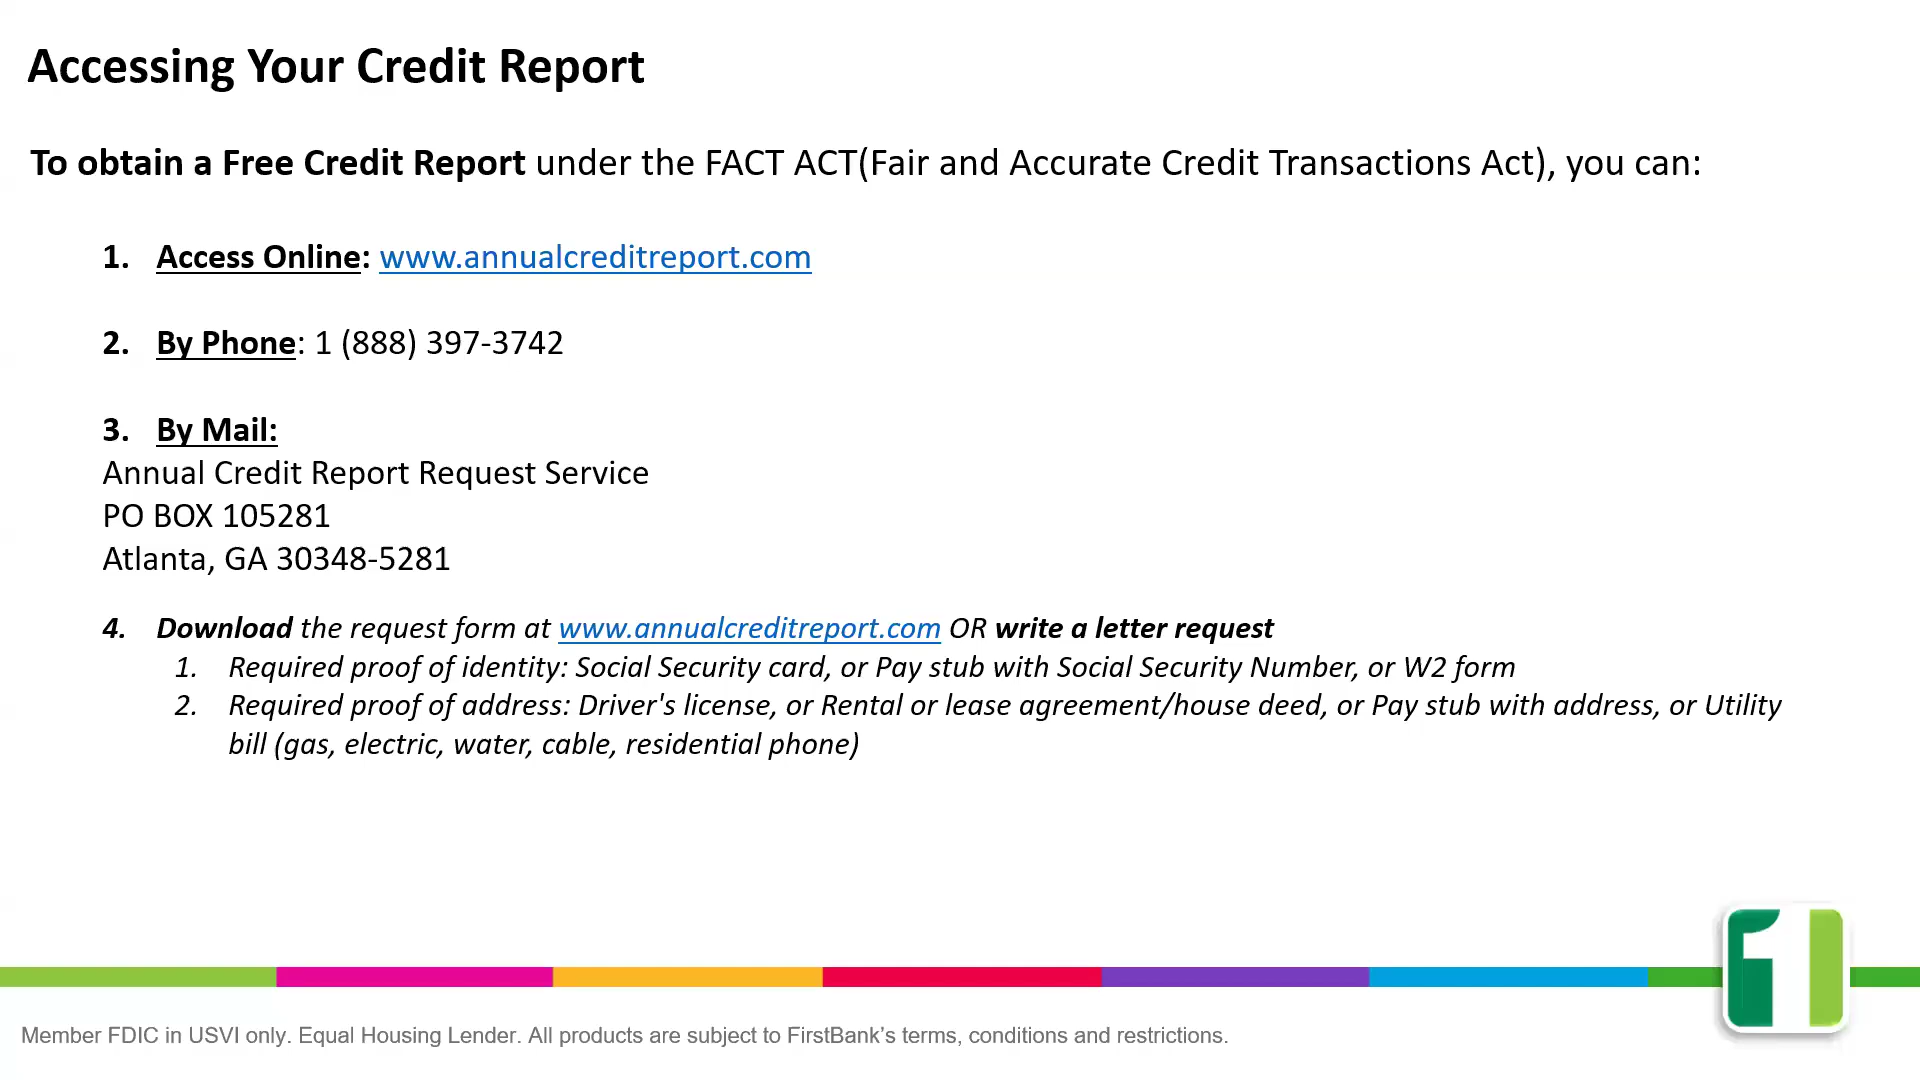 Accessing Your Credit Report
To obtain a Free Credit Report under the FACT ACT(Fair and Accurate Credit Transactions Act), you can:
1. Access Online: www.annualcreditreport.com
2. By Phone: 1 (888) 397-3742
3. By Mail:
Annual Credit Report Request Service
PO BOX 105281
Atlanta, GA 30348-5281
4. Download the request form at www.annualcreditreport.com OR write a letter request
1. Required proof of identity: Social Security card, or Pay stub with Social Security Number, or W2 form
2. Required proof of address: Driver's license, or Rental or lease agreement/house deed, or Pay stub with address, or Utility
bill (gas, electric, water, cable, residential phone)
1
Member FDIC in USVI only. Equal Housing Lender. All products are subject to FirstBank’s terms, conditions and restrictions.